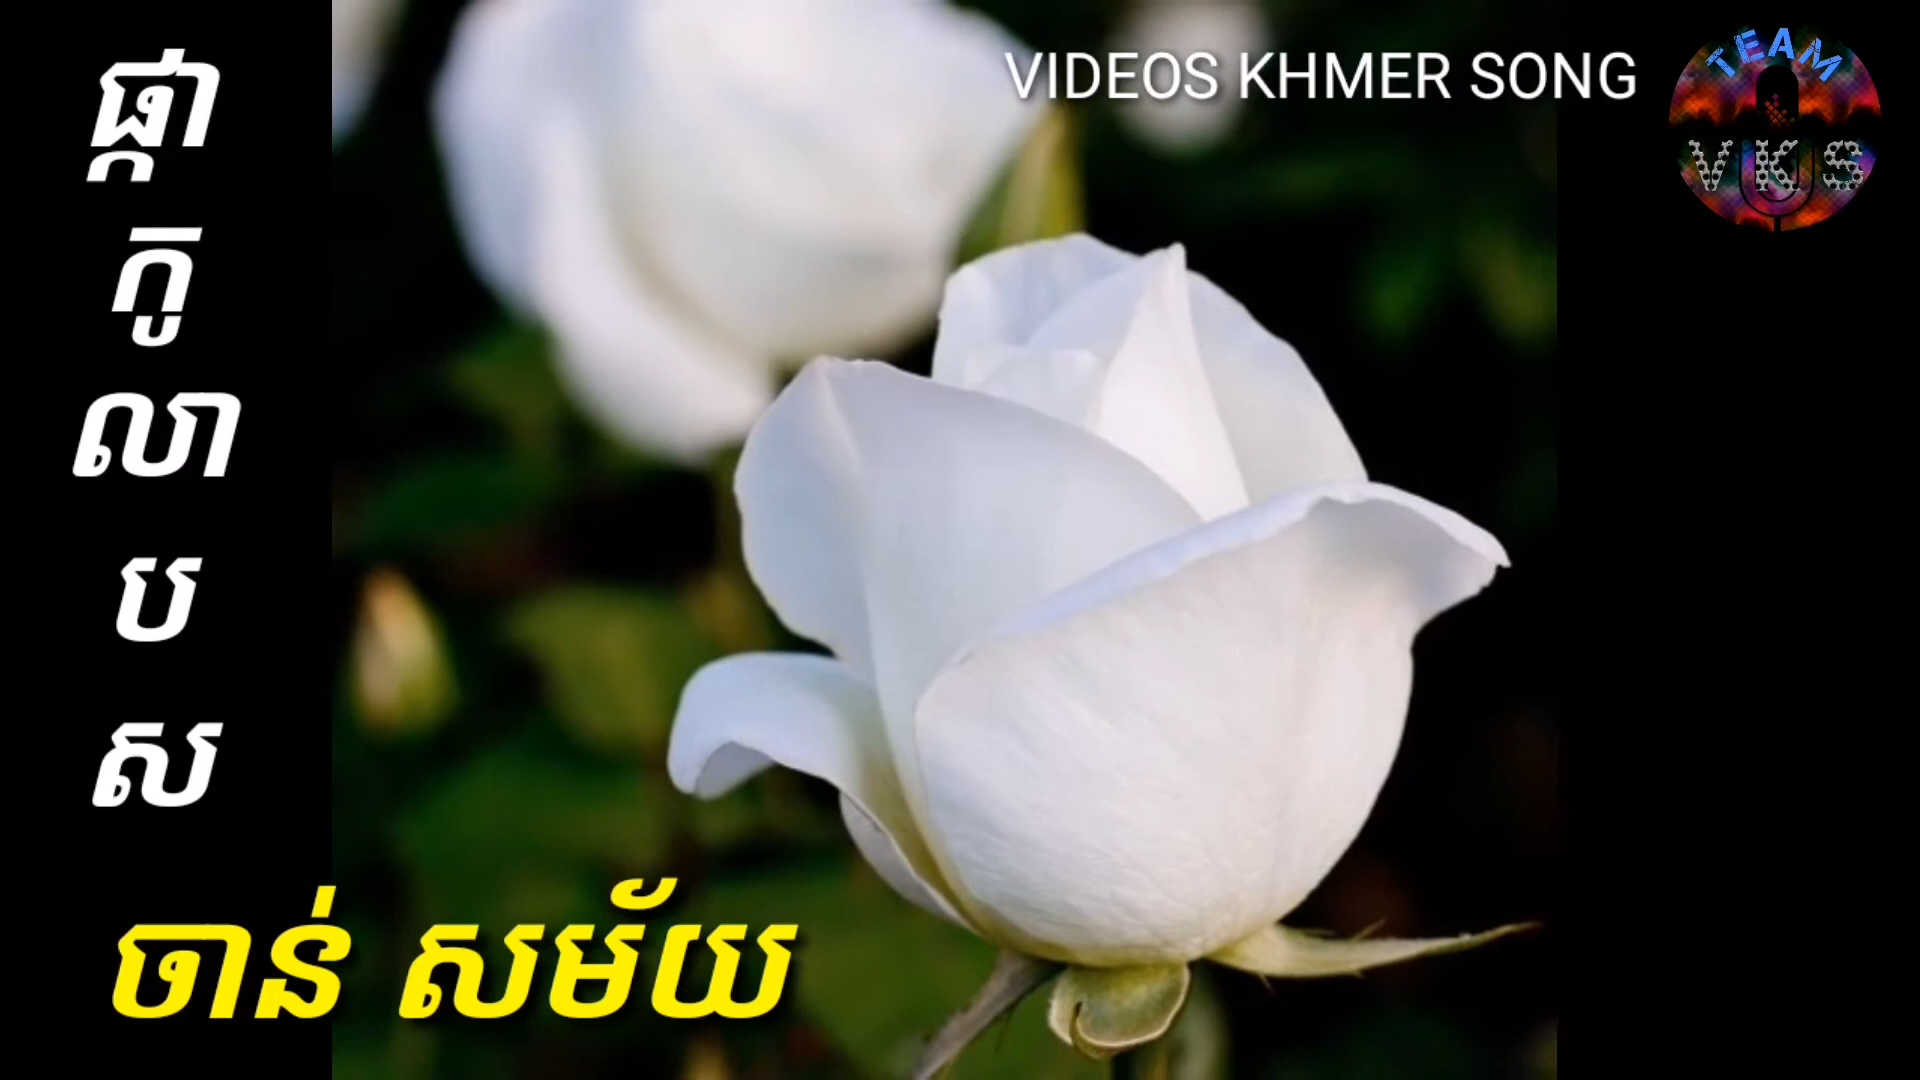 ផ្កា
កូ
លា
ប
ស
ចាន់ សម័យ
VIDEOS KHMER SONG
TEAM
VKS